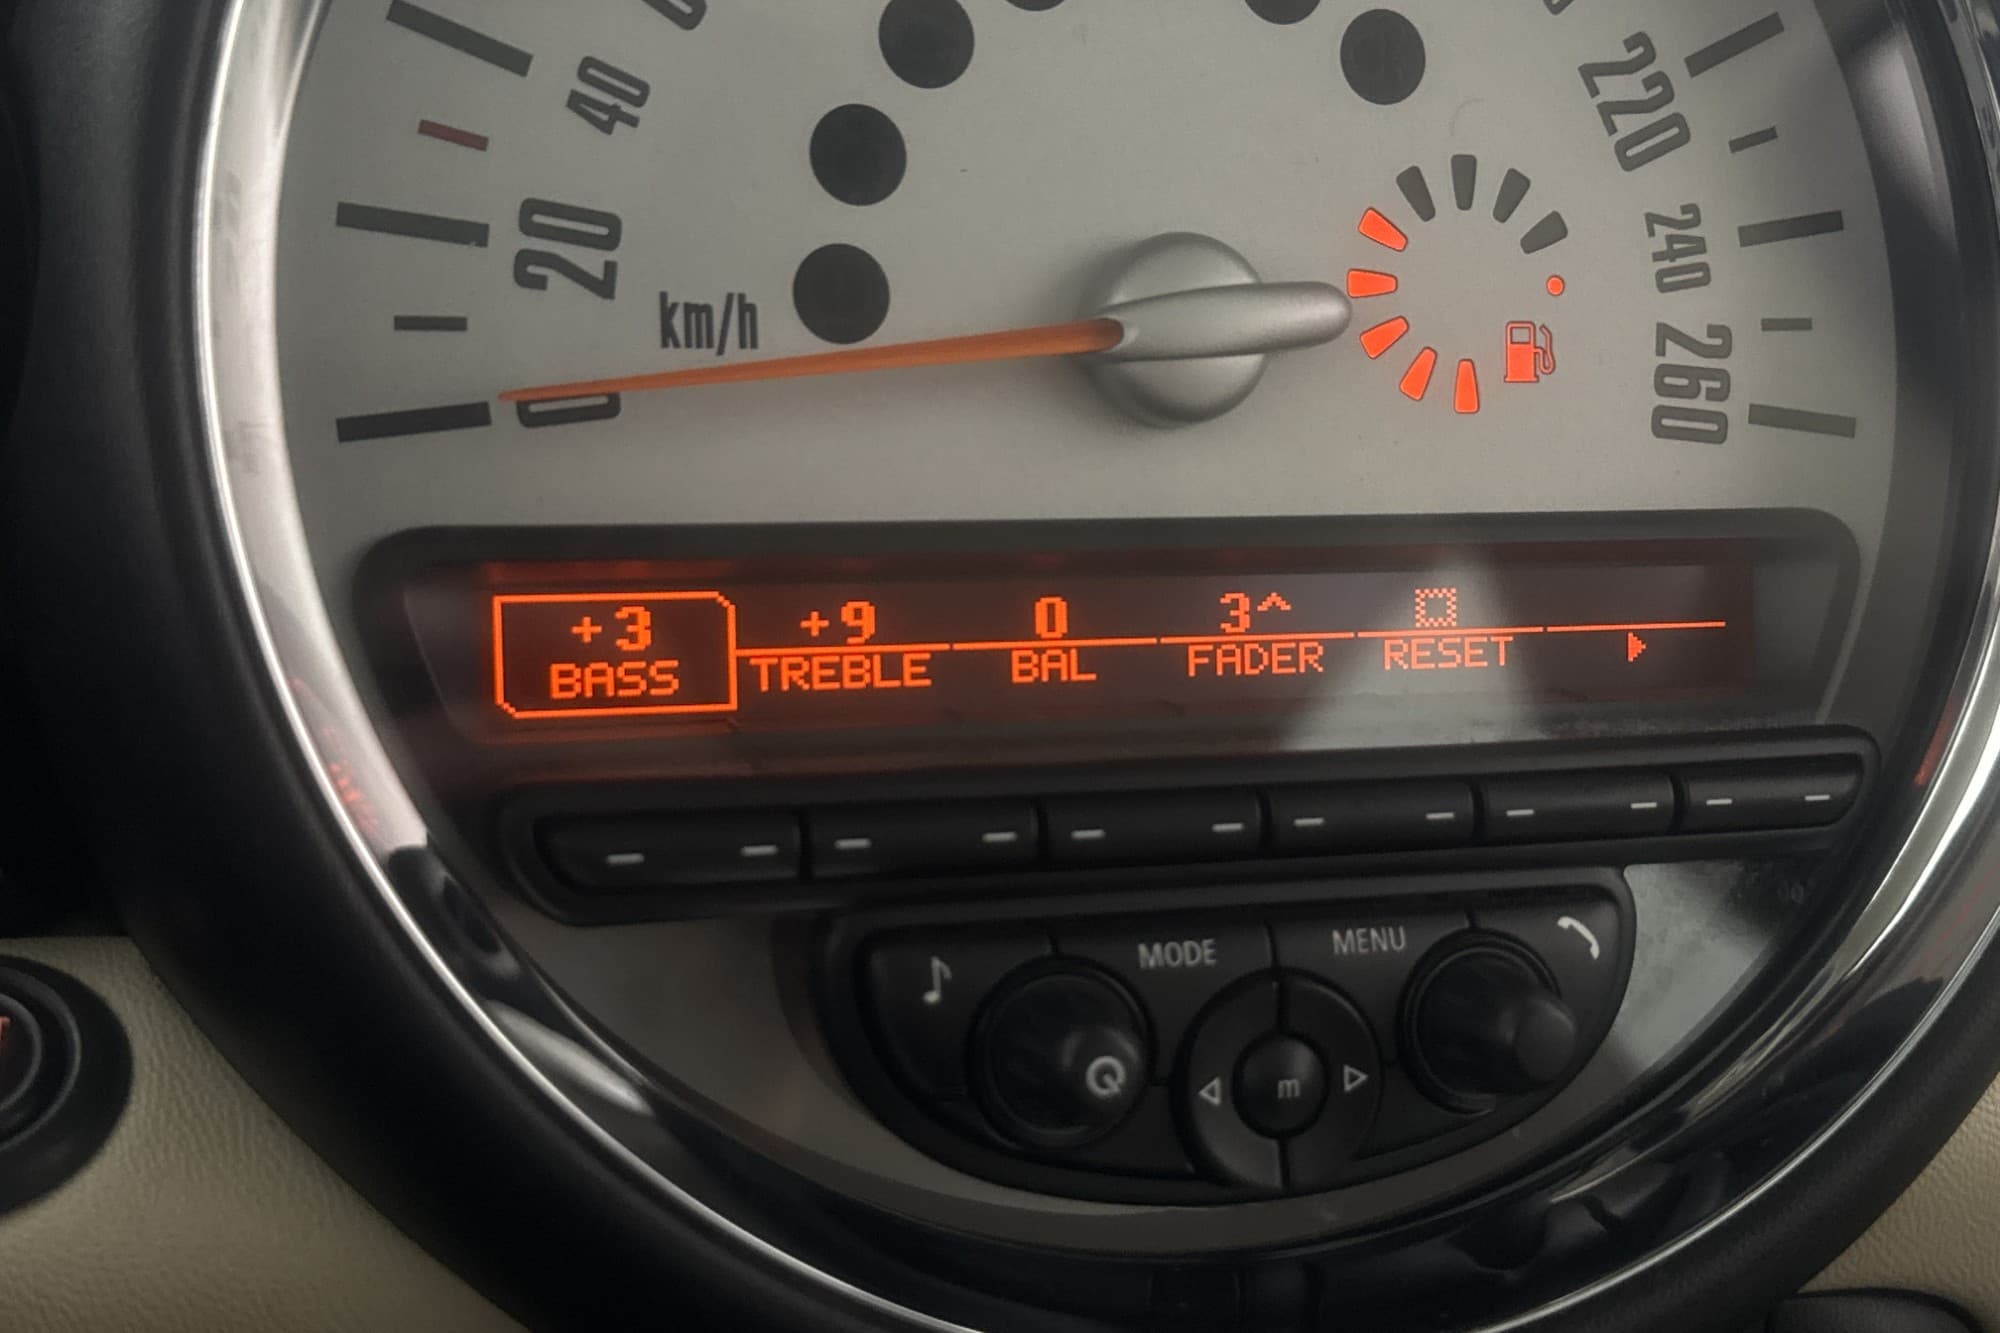 40
20
km/h
0
220
240
260
+3 +9 0 3^
BASS TREBLE BAL FADER RESET
MODE MENU
m